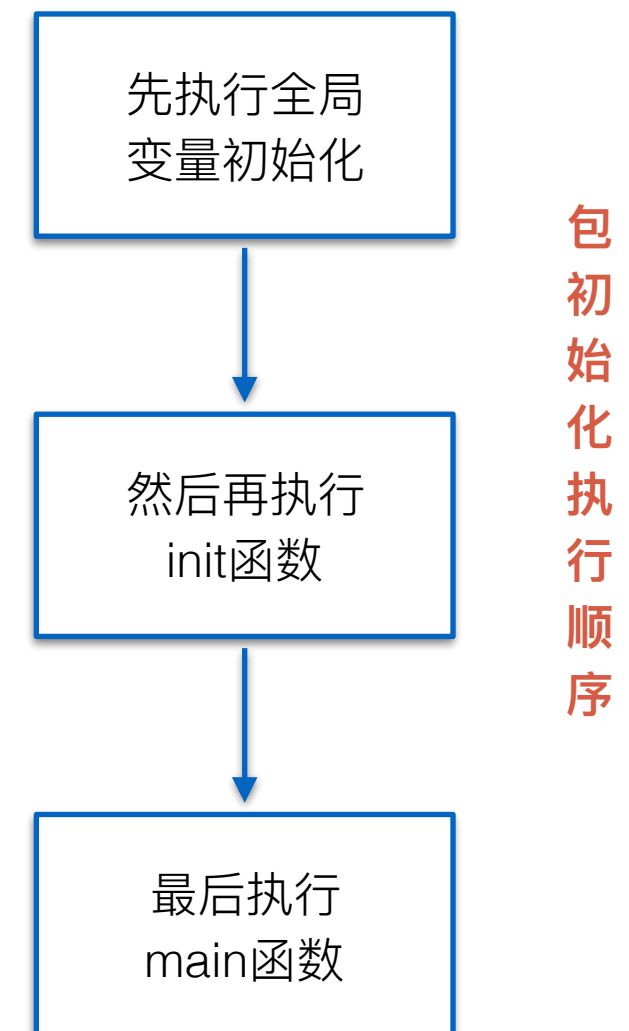 先执行全局
变量初始化
然后再执行
init函数
最后执行
main函数
包初始化执行顺序